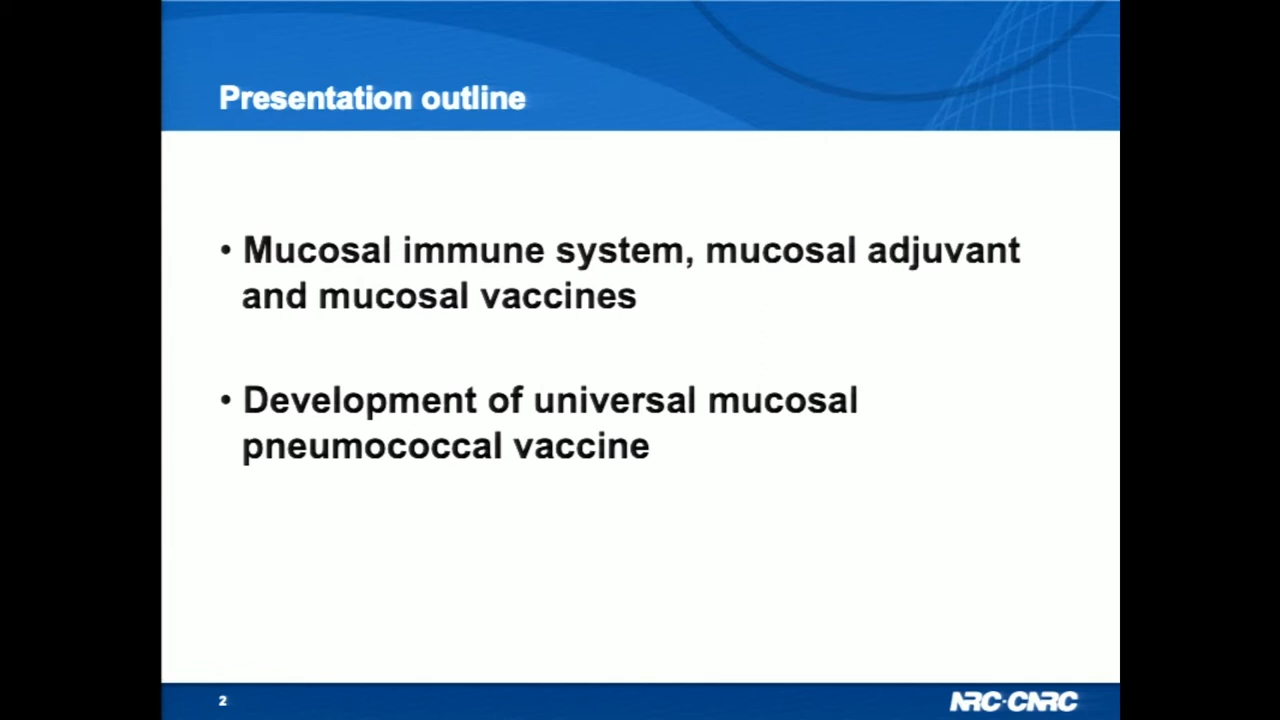 Presentation outline
• Mucosal immune system, mucosal adjuvant
and mucosal vaccines
• Development of universal mucosal
pneumococcal vaccine
2
NRC·CNRC